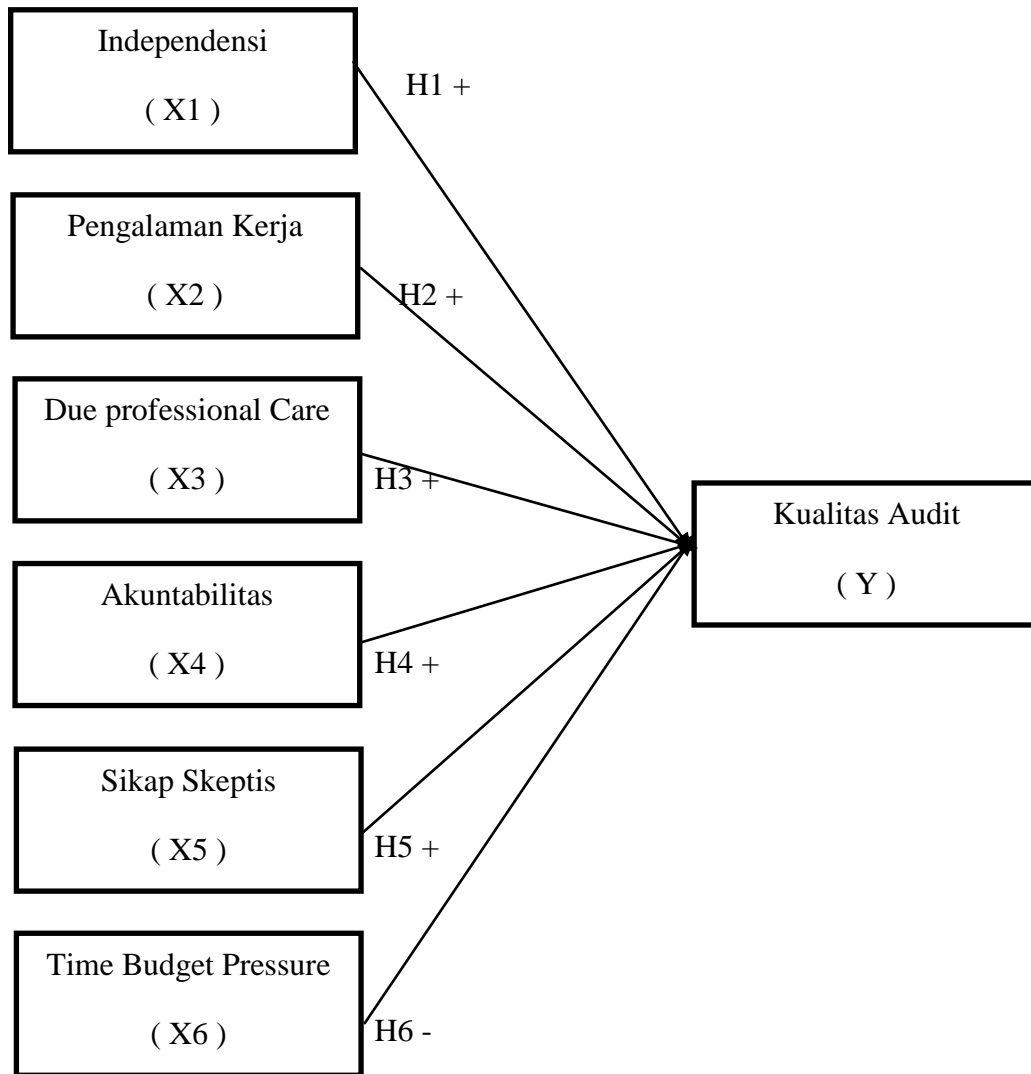 Independensi
( X1 )
H1 +
Pengalaman Kerja
( X2 )
H2 +
Due professional Care
( X3 )
H3 +
Kualitas Audit
( Y )
Akuntabilitas
( X4 )
H4 +
Sikap Skeptis
( X5 )
H5 +
Time Budget Pressure
( X6 )
H6 -